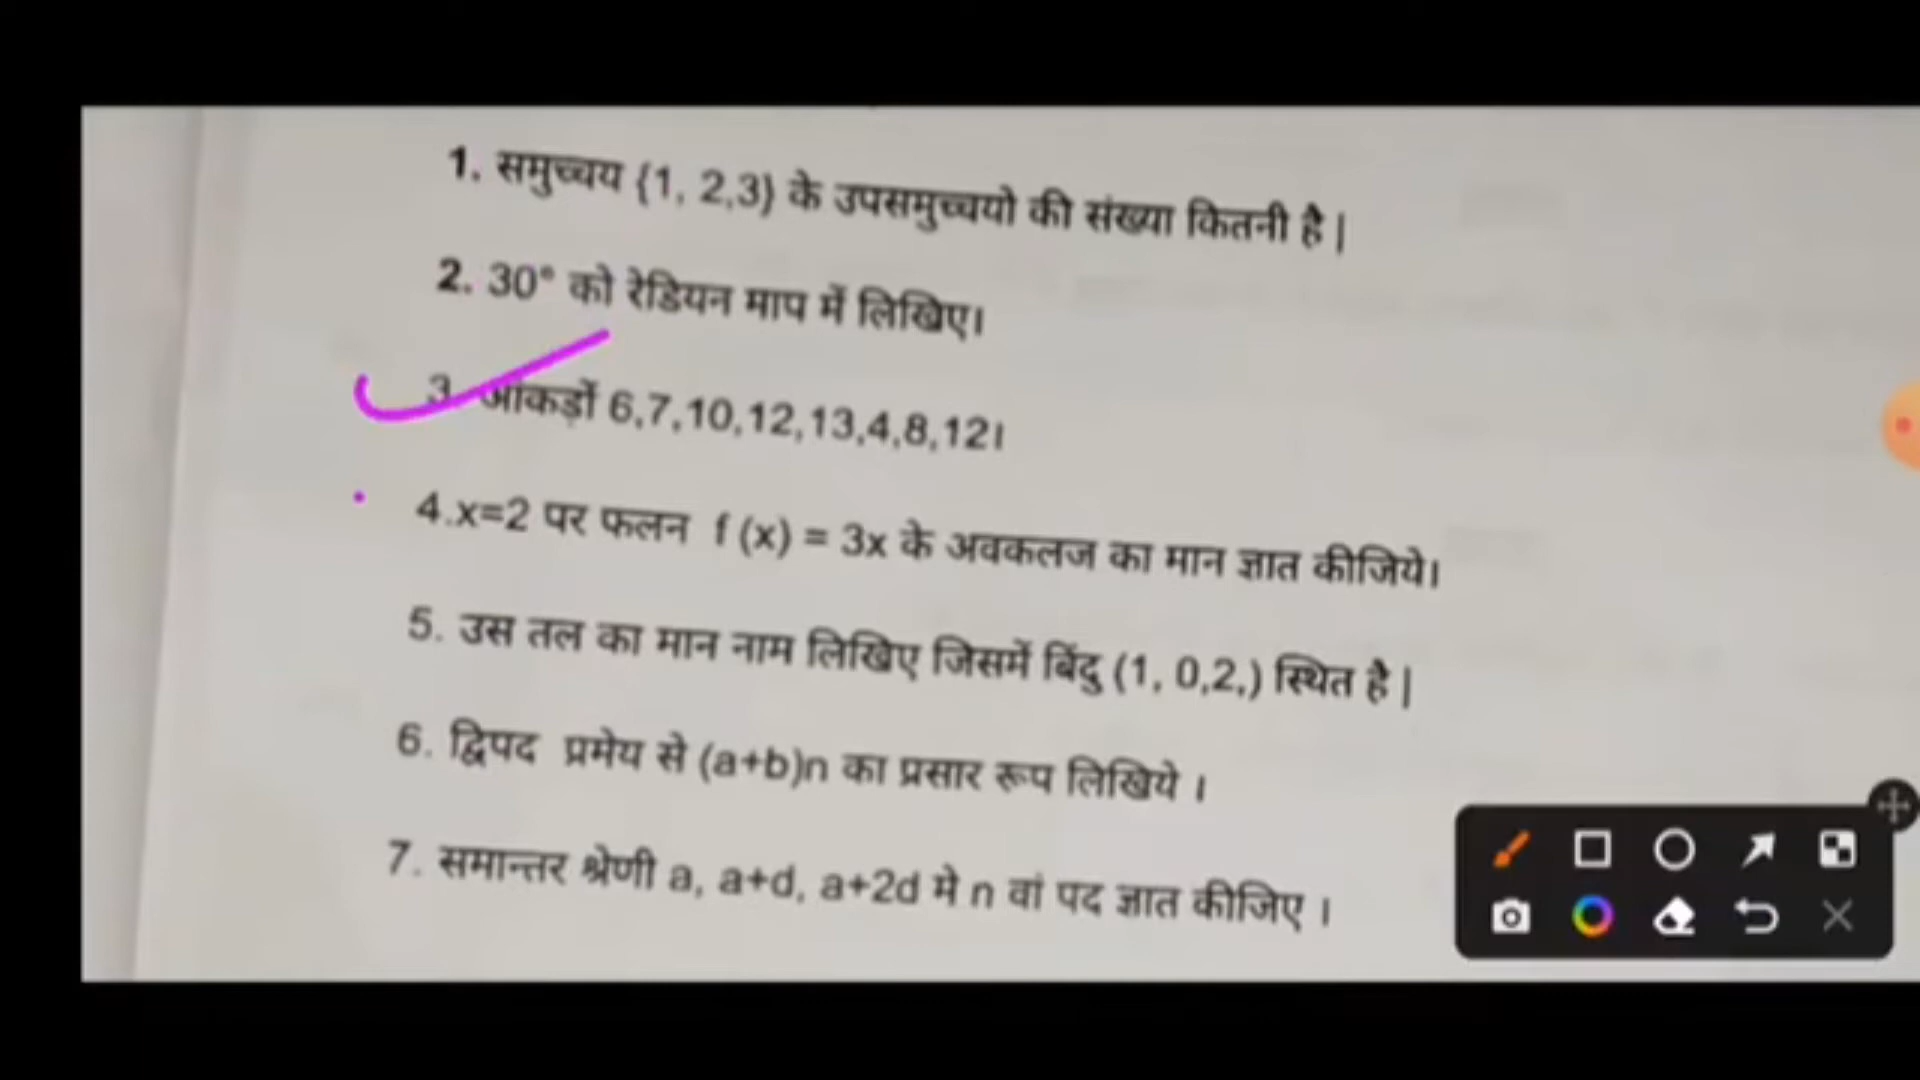 1. समुच्चय {1, 2,3} के उपसमुच्चयो की संख्या कितनी है |
2. 30° को रेडियन माप में लिखिए।
3. आंकड़ों 6,7,10,12,13,4,8,12।
4.x=2 पर फलन f (x) = 3x के अवकलज का मान ज्ञात कीजिये।
5. उस तल का मान नाम लिखिए जिसमें बिंदु (1, 0,2,) स्थित है |
6. द्विपद प्रमेय से (a+b)n का प्रसार रूप लिखिये ।
7. समान्तर श्रेणी a, a+d, a+2d मे n वां पद ज्ञात कीजिए ।